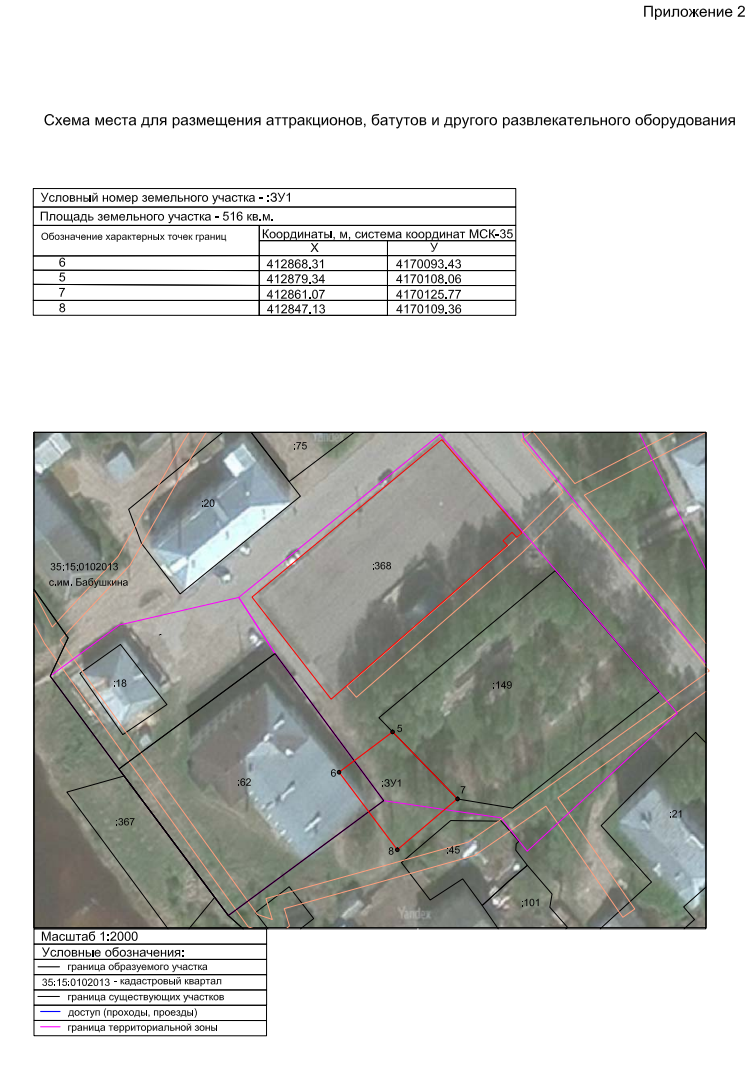 Приложение 2
Схема места для размещения аттракционов, батутов и другого развлекательного оборудования
Условный номер земельного участка - :ЗУ1
Площадь земельного участка - 516 кв.м.
Обозначение характерных точек границ
Координаты, м, система координат МСК-35
Х У
6 412868.31 4170093.43
5 412879.34 4170108.06
7 412861.07 4170125.77
8 412847.13 4170109.36
:75
Yandex
:20
35:15:0102013
с.им. Бабушкина
:368
:18
:149
5
6
:62
:ЗУ1
7
:367
:21
8
:45
:101
Yandex
Масштаб 1:2000
Условные обозначения:
граница образуемого участка
35:15:0102013 - кадастровый квартал
граница существующих участков
доступ (проходы, проезды)
граница территориальной зоны